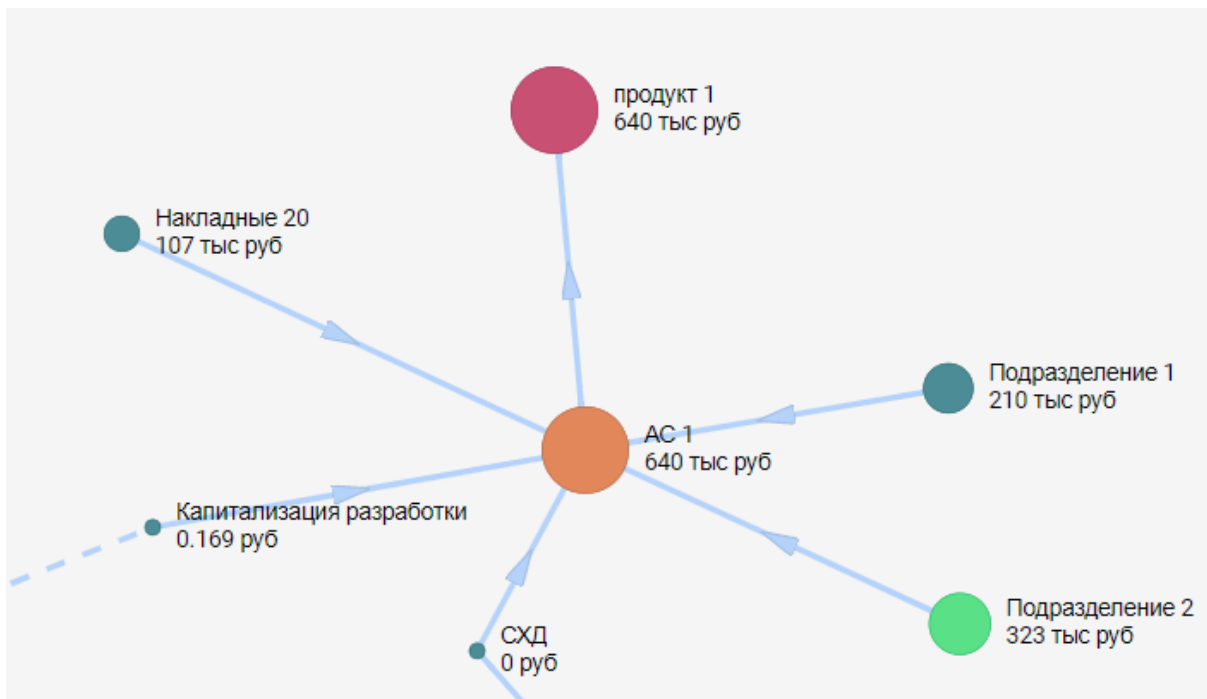 продукт 1
640 тыс руб
Накладные 20
107 тыс руб
Подразделение 1
210 тыс руб
АС 1
640 тыс руб
Капитализация разработки
0.169 руб
Подразделение 2
323 тыс руб
СХД
0 руб